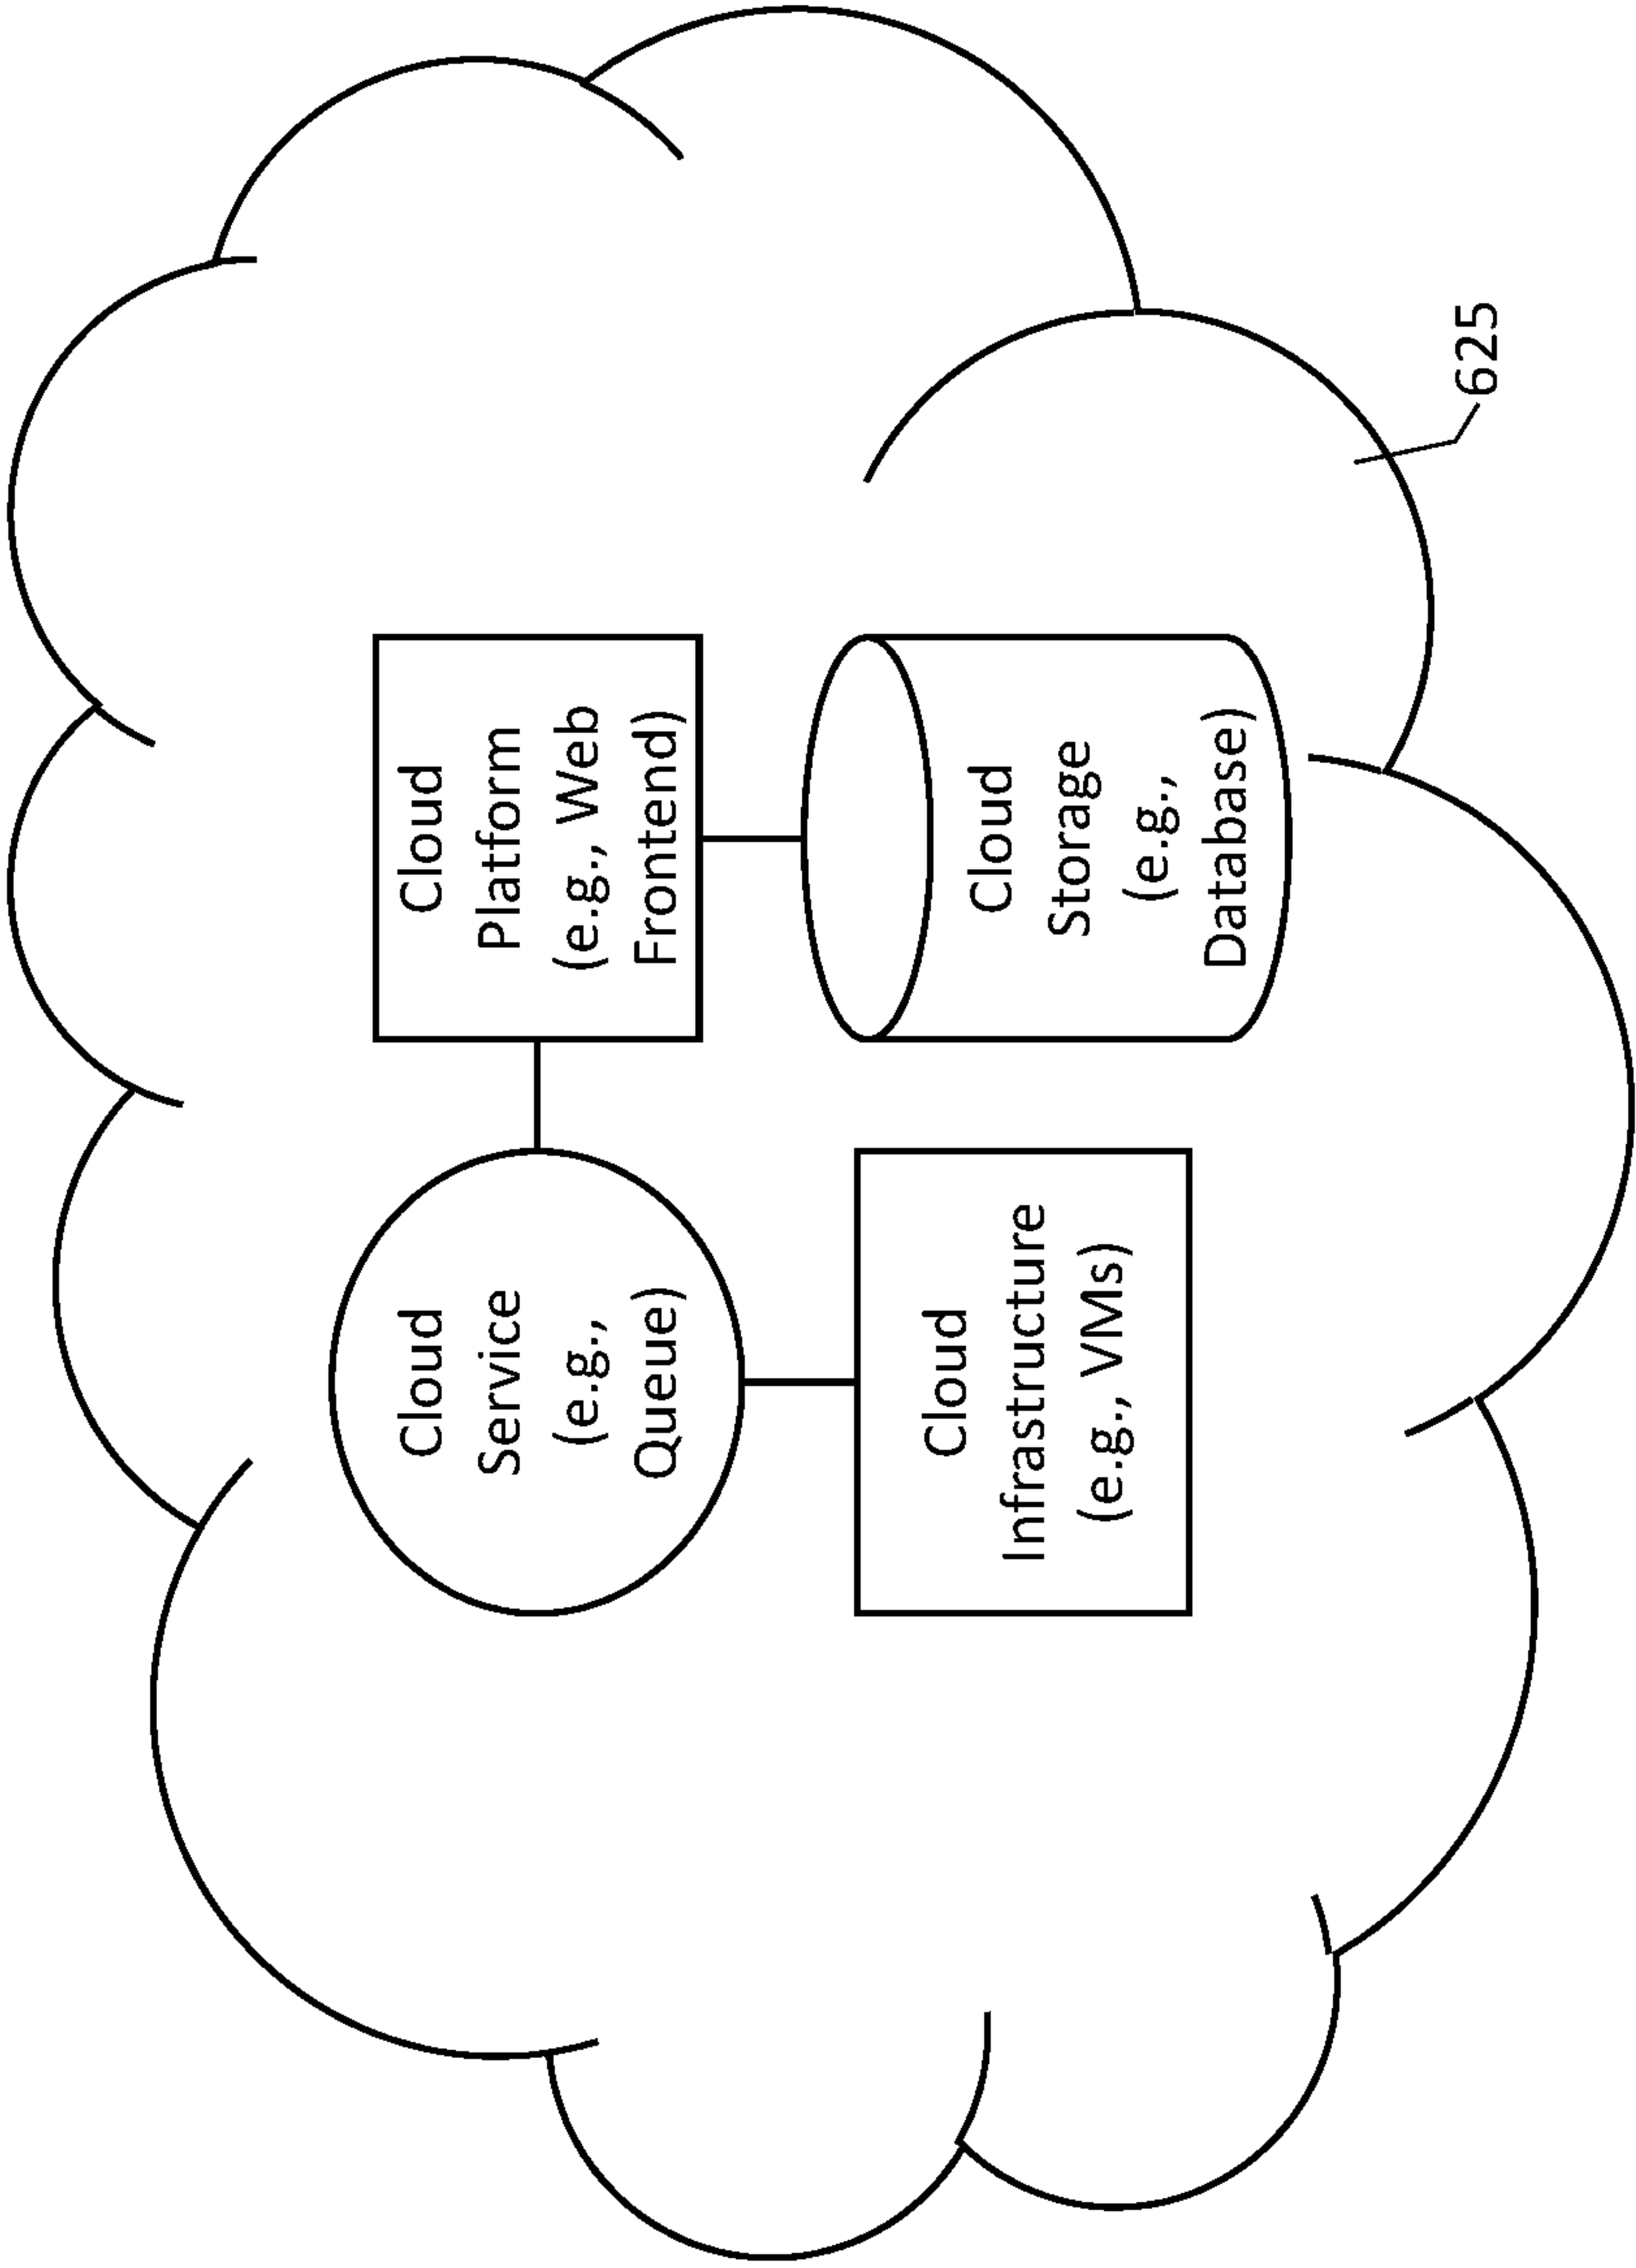 Cloud
Service
(e.g.,
Queue)
Cloud
Platform
(e.g., Web
Frontend)
Cloud
Infrastructure
(e.g., VMs)
Cloud
Storage
(e.g.,
Database)
625